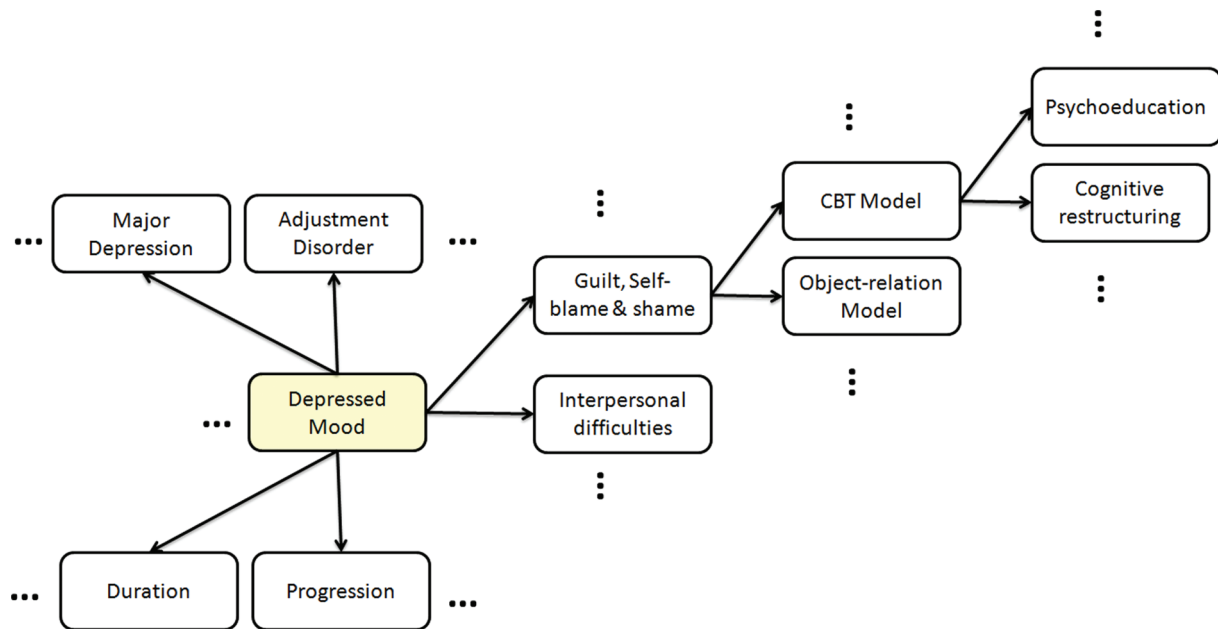 Psychoeducation
CBT Model
Cognitive
restructuring
Major
Depression
Adjustment
Disorder
Guilt, Self-
blame & shame
Object-relation
Model
Depressed
Mood
Interpersonal
difficulties
Duration
Progression